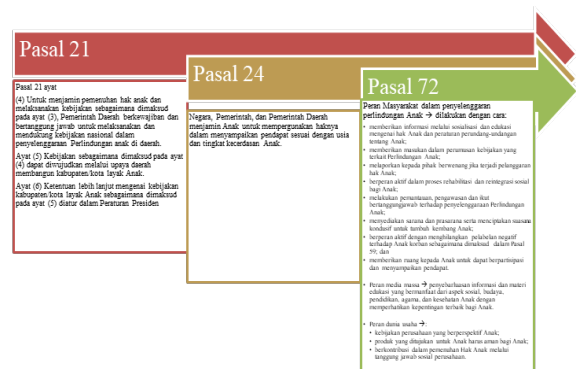 Pasal 21
Pasal 21 ayat
(4) Untuk menjamin pemenuhan hak anak dan
melaksanakan kebijakan sebagaimana dimaksud
pada ayat (3), Pemerintah Daerah berkewajiban dan
bertanggung jawab untuk melaksanakan dan
mendukung kebijakan nasional dalam
penyelenggaraan Perlindungan anak di daerah.
Ayat (5) Kebijakan sebagaimana dimaksud pada ayat
(4) dapat diwujudkan melalui upaya daerah
membangun kabupaten/kota layak Anak.
Ayat (6) Ketentuan lebih lanjut mengenai kebijakan
kabupaten/kota layak Anak sebagaimana dimaksud
pada ayat (5) diatur dalam Peraturan Presiden
Pasal 24
Negara, Pemerintah, dan Pemerintah Daerah
menjamin Anak untuk mempergunakan haknya
dalam menyampaikan pendapat sesuai dengan usia
dan tingkat kecerdasan Anak.
Pasal 72
Peran Masyarakat dalam penyelenggaran
perlindungan Anak → dilakukan dengan cara:
• memberikan informasi melalui sosialisasi dan edukasi
mengenai hak Anak dan peraturan perundang-undangan
tentang Anak;
• memberikan masukan dalam perumusan kebijakan yang
terkait Perlindungan Anak;
• melaporkan kepada pihak berwenang jika terjadi pelanggaran
hak Anak;
• berperan aktif dalam proses rehabilitasi dan reintegrasi sosial
bagi Anak;
• melakukan pemantauan, pengawasan dan ikut
bertanggungjawab terhadap penyelenggaraan Perlindungan
Anak;
• menyediakan sarana dan prasarana serta menciptakan suasana
kondusif untuk tumbuh kembang Anak;
• berperan aktif dengan menghilangkan pelabelan negatif
terhadap Anak korban sebagaimana dimaksud dalam Pasal
59; dan
• memberikan ruang kepada Anak untuk dapat berpartisipasi
dan menyampaikan pendapat.
• Peran media massa → penyebarluasan informasi dan materi
edukasi yang bermanfaat dari aspek sosial, budaya,
pendidikan, agama, dan kesehatan Anak dengan
memperhatikan kepentingan terbaik bagi Anak.
• Peran dunia usaha →:
• kebijakan perusahaan yang berperspektif Anak;
• produk yang ditujukan untuk Anak harus aman bagi Anak;
• berkontribusi dalam pemenuhan Hak Anak melalui
tanggung jawab sosial perusahaan.